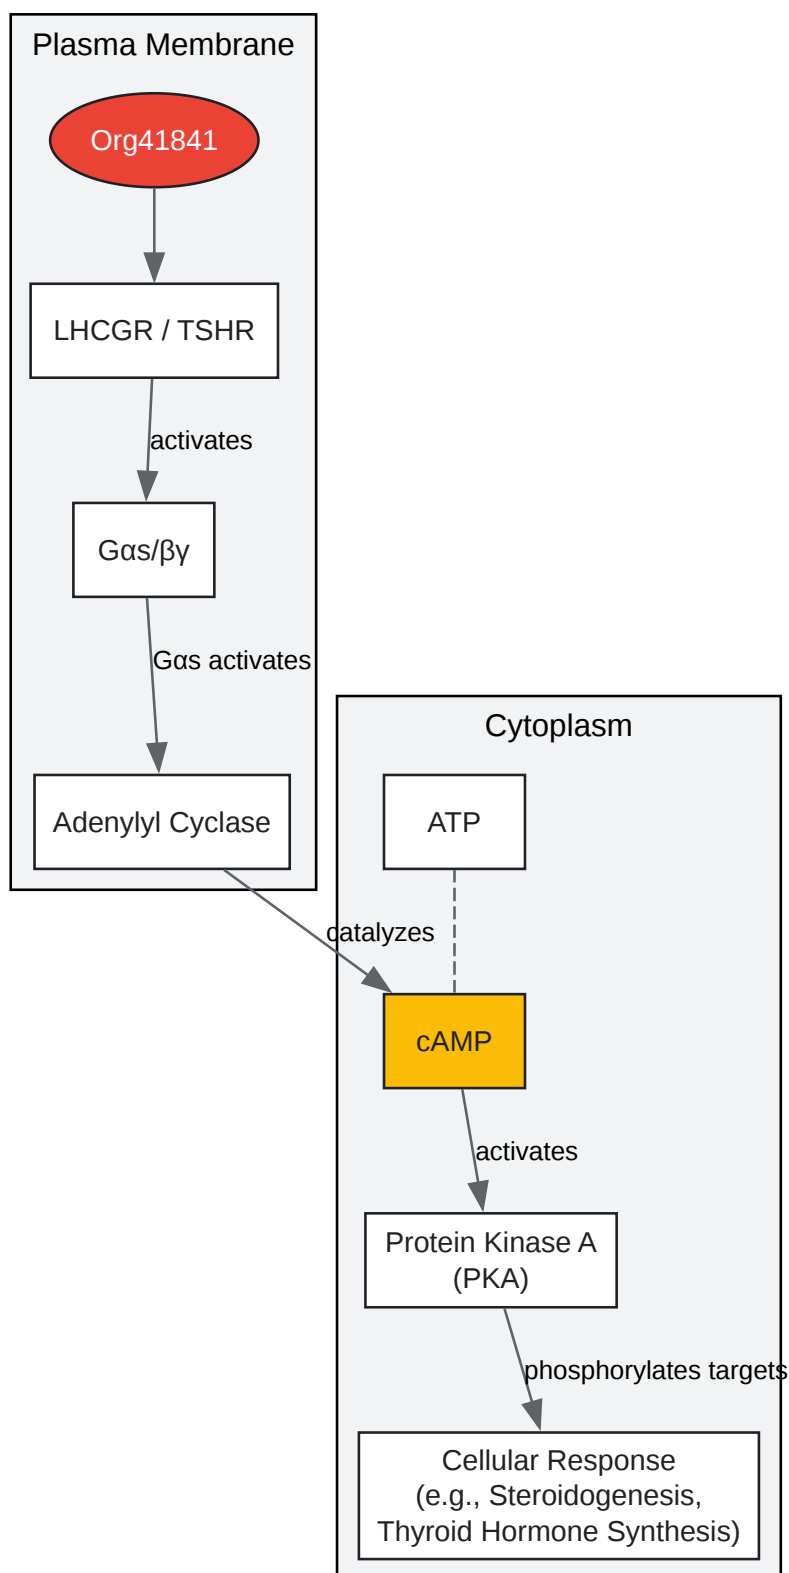 Plasma Membrane
Org41841
LHCGR / TSHR
activates
Gαs/βγ
Gαs activates
Adenylyl Cyclase
Cytoplasm
ATP
catalyzes
cAMP
activates
Protein Kinase A
(PKA)
phosphorylates targets
Cellular Response
(e.g., Steroidogenesis,
Thyroid Hormone Synthesis)